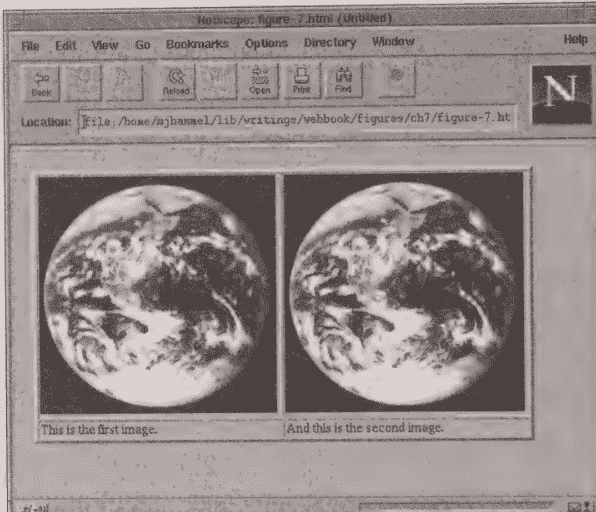 Netscape: figure-7.html (Untitled)
File Edit View Go Bookmarks Options Directory Window Help
Back Reload Open Print Find
N
Location: file:/home/mjhammel/lib/writings/webbook/figures/ch7/figure-7.ht
This is the first image. And this is the second image.